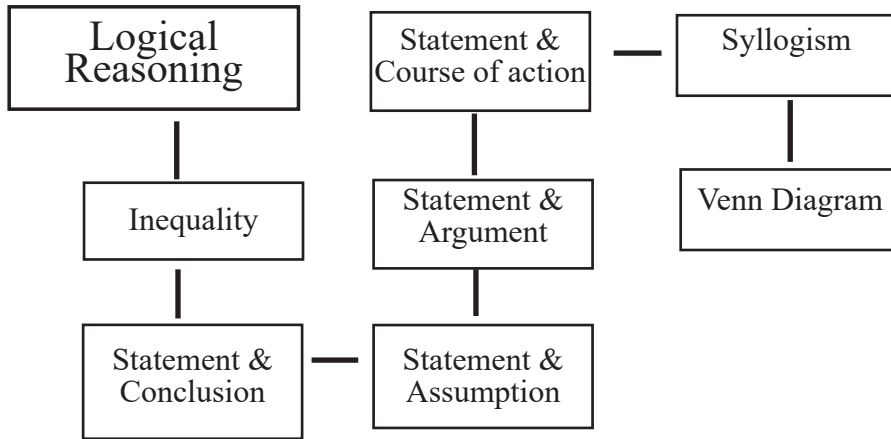 Logical
Reasoning
Inequality
Statement &
Conclusion
Statement &
Assumption
Statement &
Argument
Statement &
Course of action
Syllogism
Venn Diagram